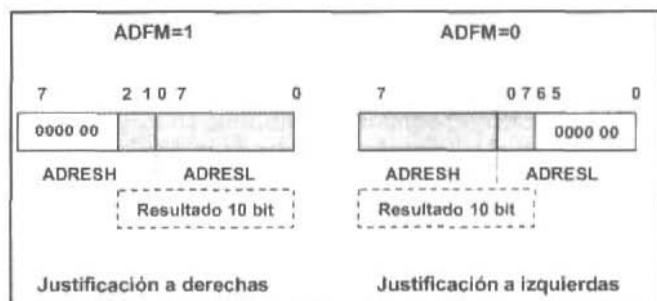 ADFM=1 ADFM=0
7 2 1 0 7 0 7 0 7 6 5 0
0000 00 0000 00
ADRESH ADRESL ADRESH ADRESL
Resultado 10 bit Resultado 10 bit
Justificación a derechas Justificación a izquierdas